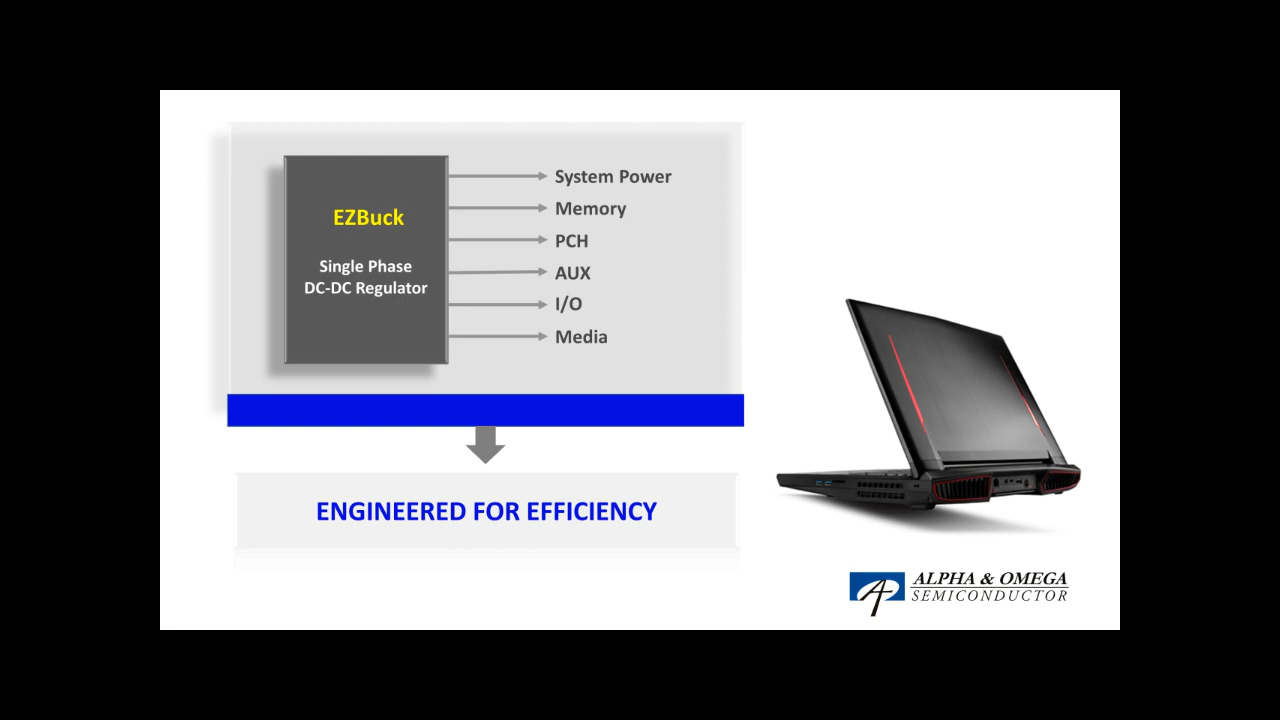 EZBuck
Single Phase
DC-DC Regulator
System Power
Memory
PCH
AUX
I/O
Media
ENGINEERED FOR EFFICIENCY
ALPHA & OMEGA
SEMICONDUCTOR